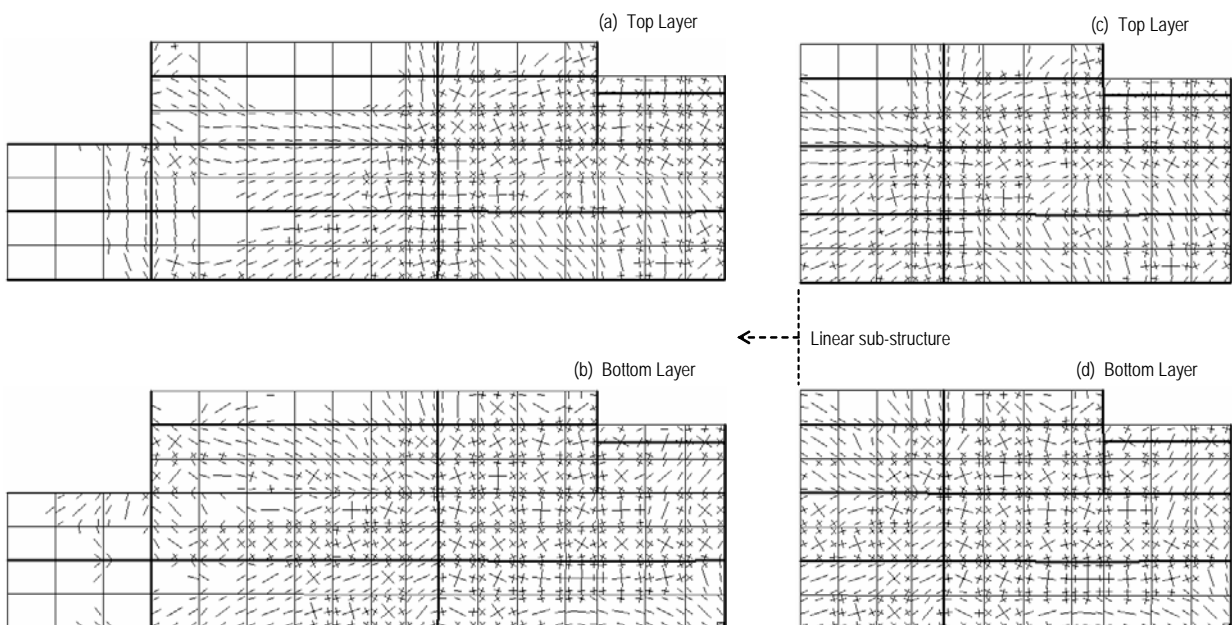 (a) Top Layer
(c) Top Layer
Linear sub-structure
(b) Bottom Layer
(d) Bottom Layer